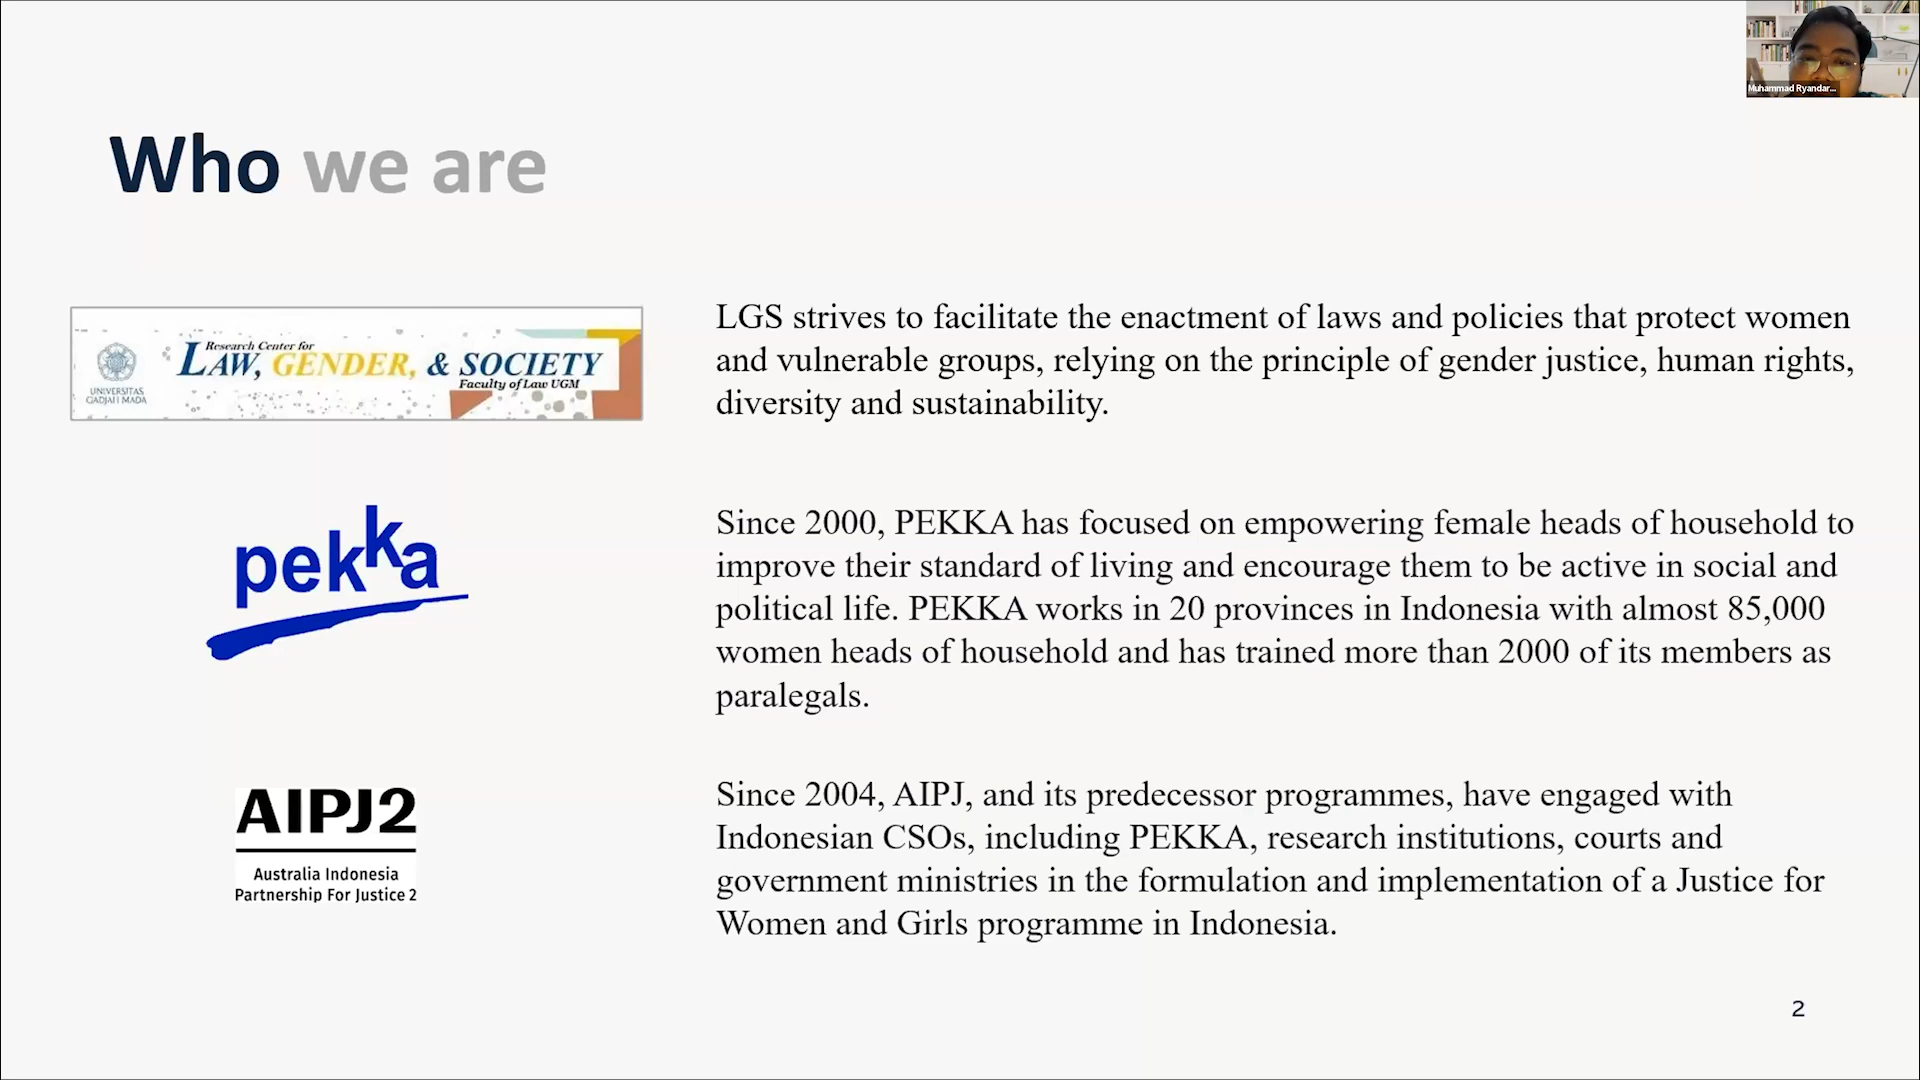 Muhammad Ryandar...
Who we are
Research Center for
LAW, GENDER, & SOCIETY
Faculty of Law UGM
UNIVERSITAS
GADJAH MADA
LGS strives to facilitate the enactment of laws and policies that protect women
and vulnerable groups, relying on the principle of gender justice, human rights,
diversity and sustainability.
pekka
Since 2000, PEKKA has focused on empowering female heads of household to
improve their standard of living and encourage them to be active in social and
political life. PEKKA works in 20 provinces in Indonesia with almost 85,000
women heads of household and has trained more than 2000 of its members as
paralegals.
AIPJ2
Australia Indonesia
Partnership For Justice 2
Since 2004, AIPJ, and its predecessor programmes, have engaged with
Indonesian CSOs, including PEKKA, research institutions, courts and
government ministries in the formulation and implementation of a Justice for
Women and Girls programme in Indonesia.
2